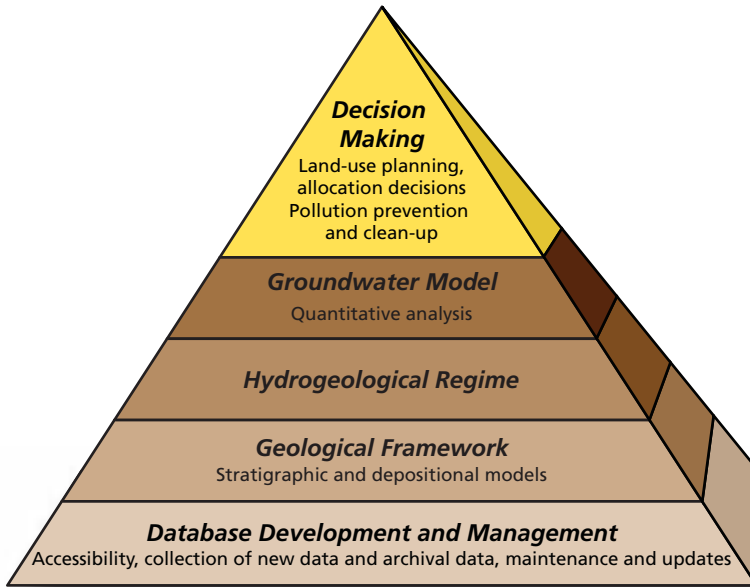 Decision
Making
Land-use planning,
allocation decisions
Pollution prevention
and clean-up
Groundwater Model
Quantitative analysis
Hydrogeological Regime
Geological Framework
Stratigraphic and depositional models
Database Development and Management
Accessibility, collection of new data and archival data, maintenance and updates